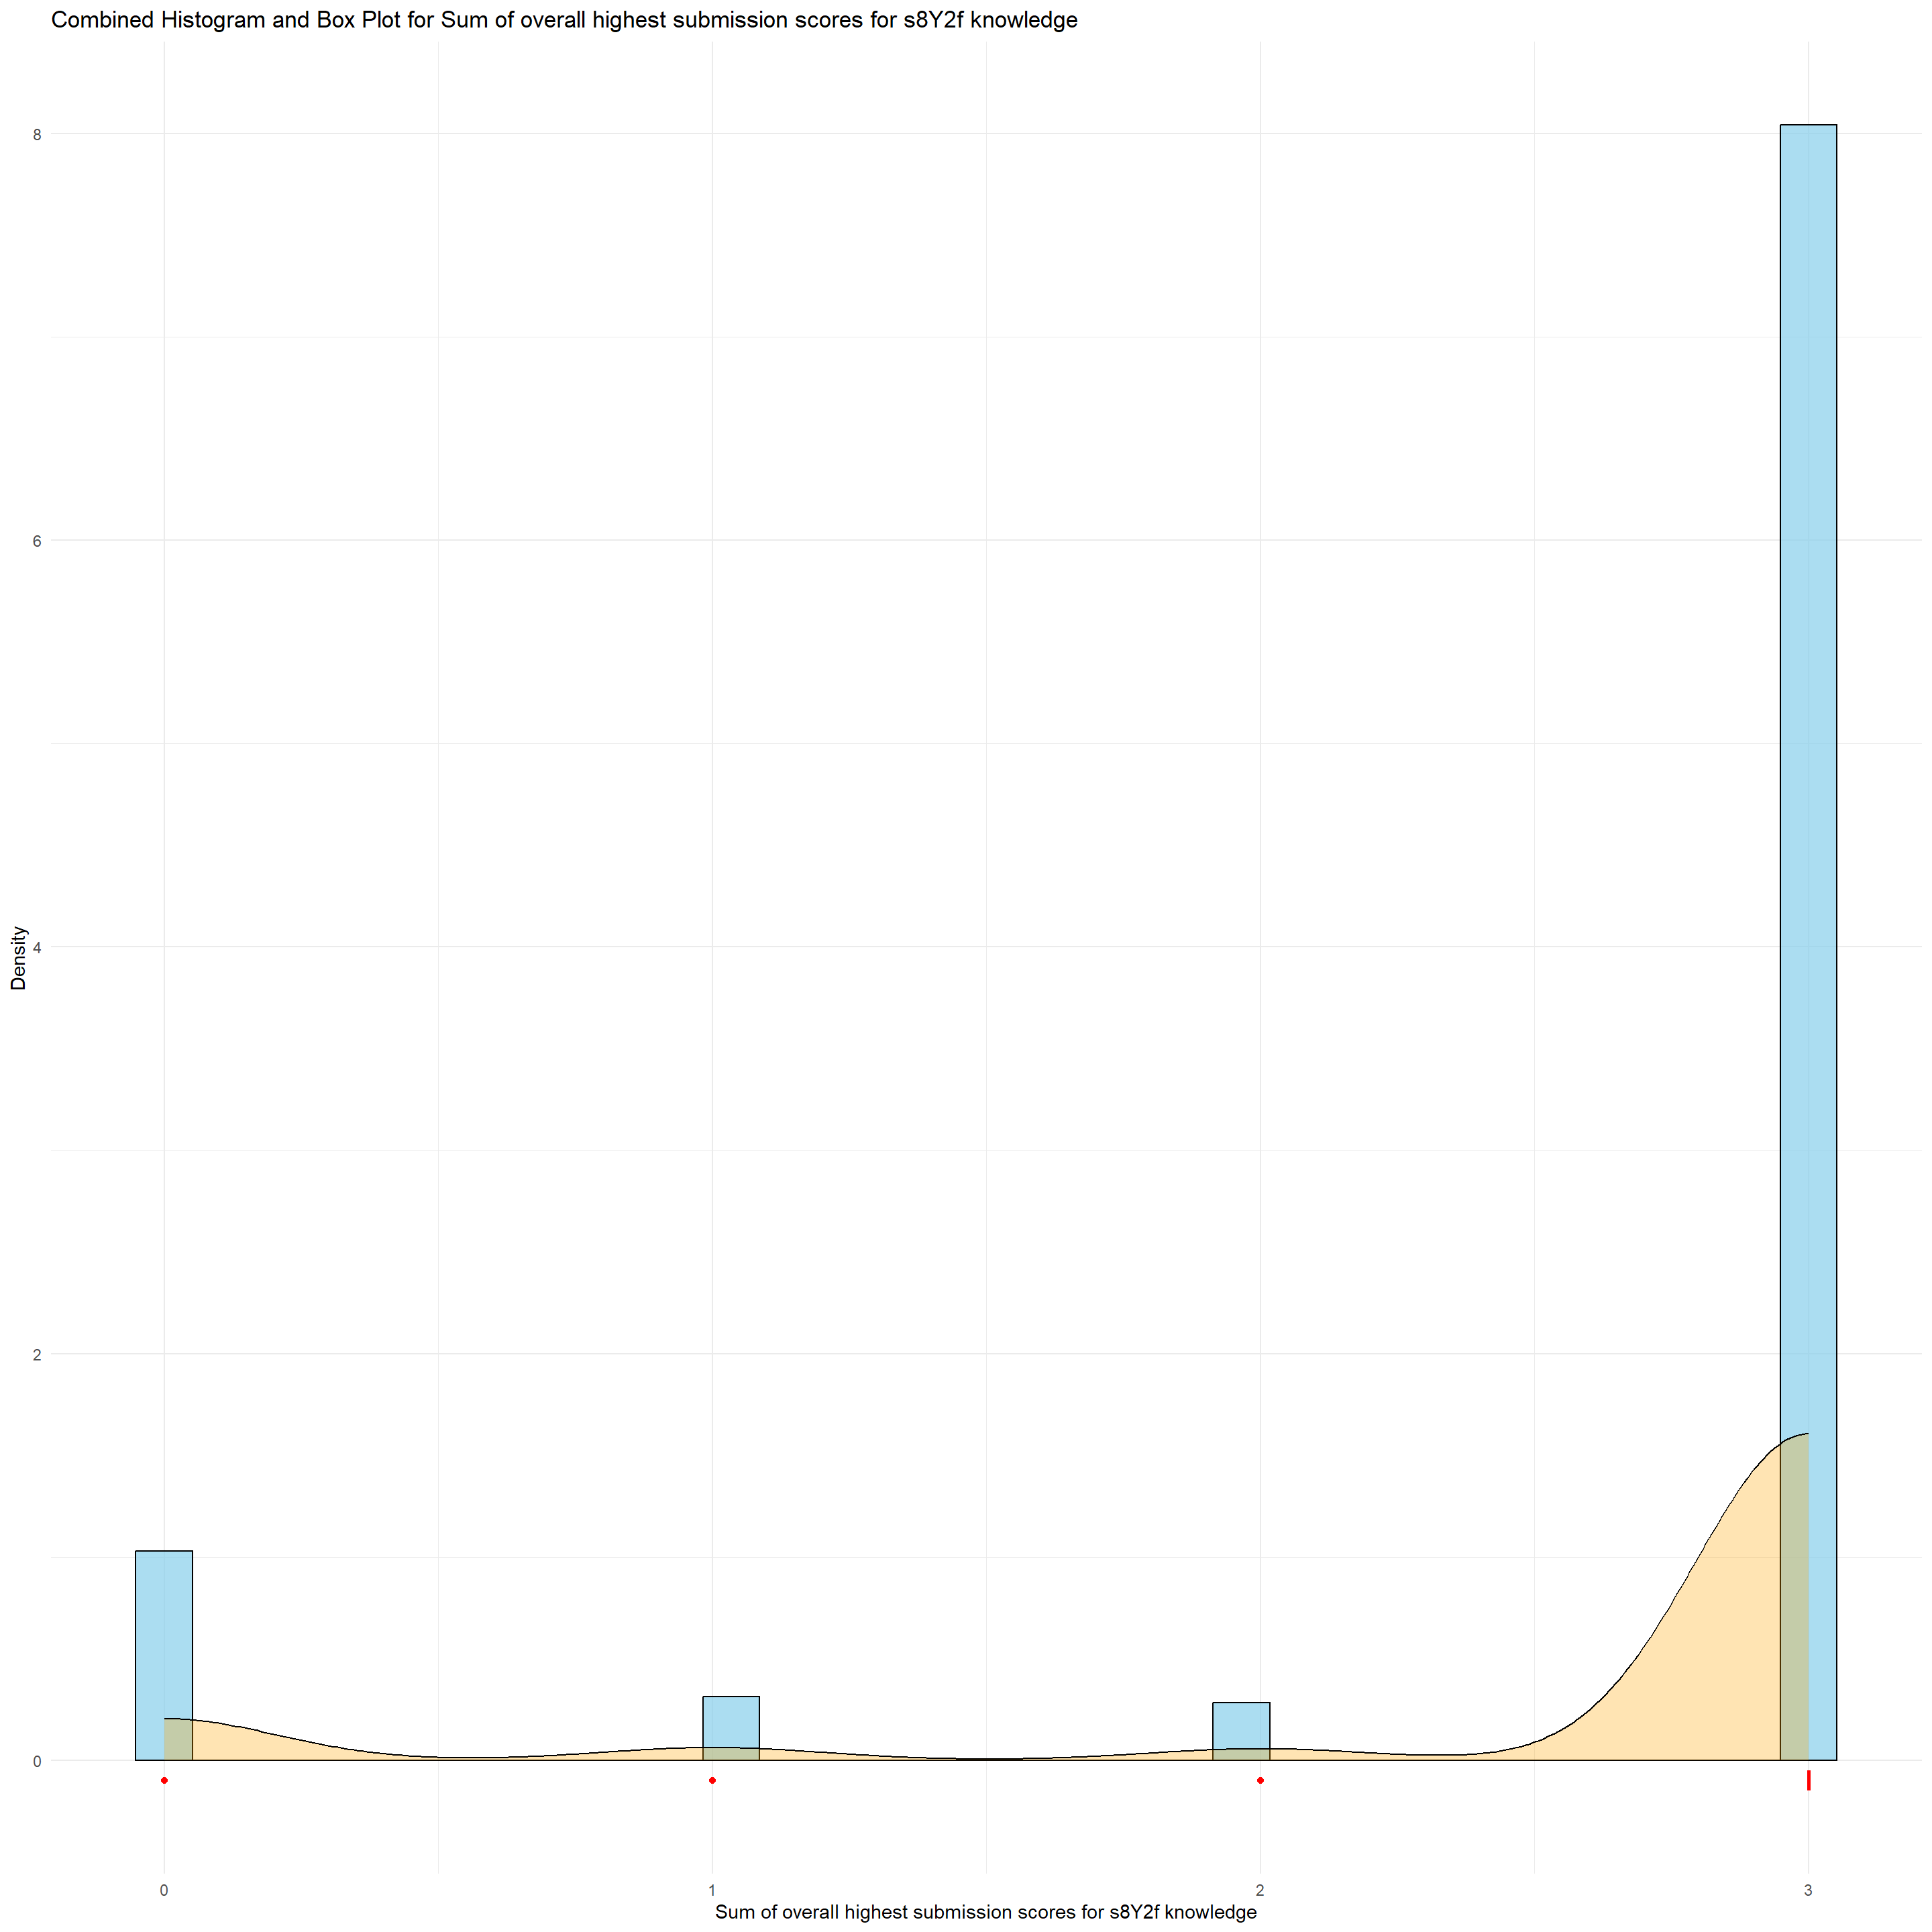 Combined Histogram and Box Plot for Sum of overall highest submission scores for s8Y2f knowledge
8
6
4
2
0
Density
0 1 2 3
Sum of overall highest submission scores for s8Y2f knowledge